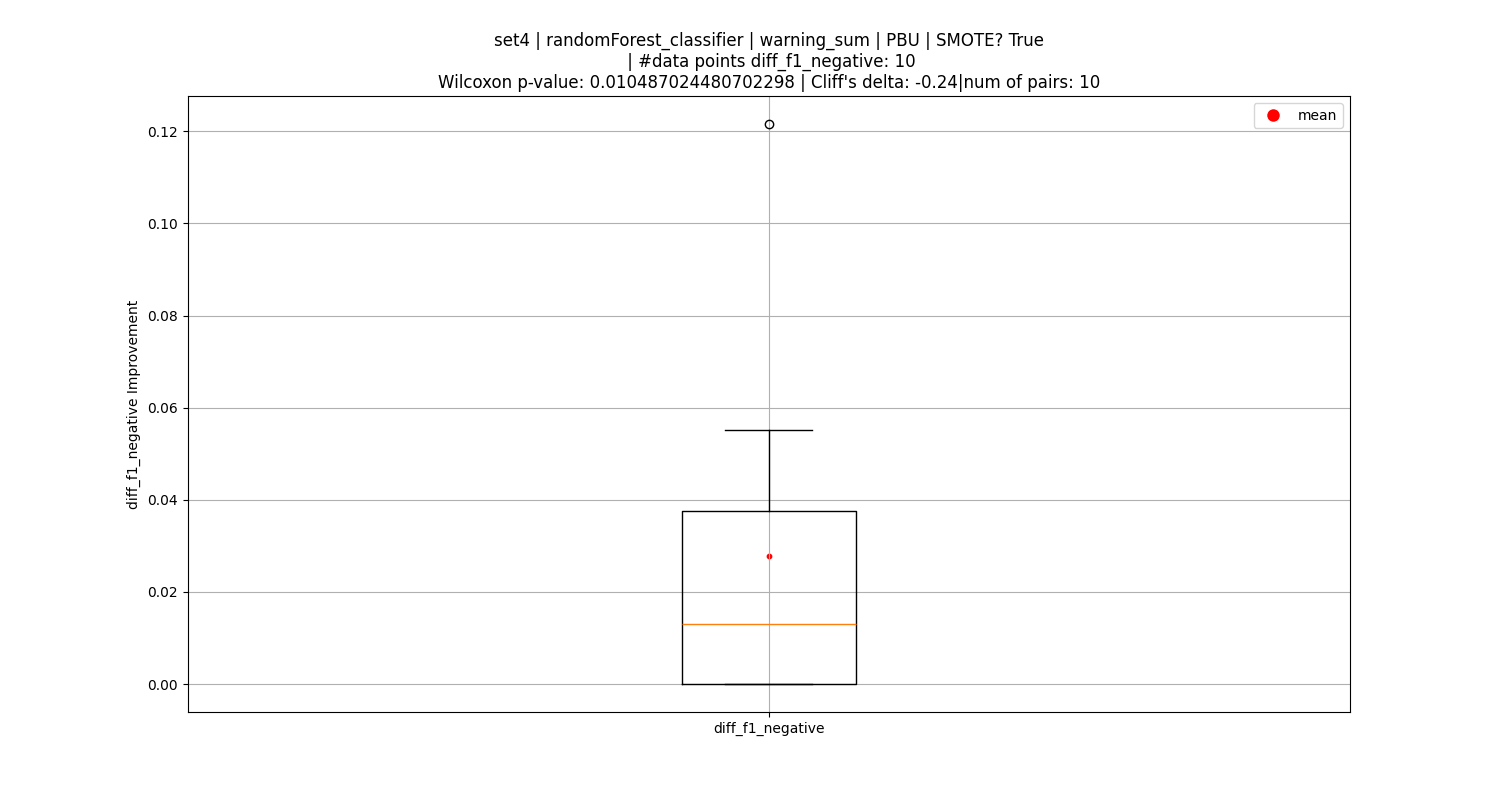 set4 | randomForest_classifier | warning_sum | PBU | SMOTE? True
| #data points diff_f1_negative: 10
Wilcoxon p-value: 0.010487024480702298 | Cliff's delta: -0.24|num of pairs: 10
mean
0.12
0.10
0.08
0.06
0.04
0.02
0.00
diff_f1_negative Improvement
diff_f1_negative